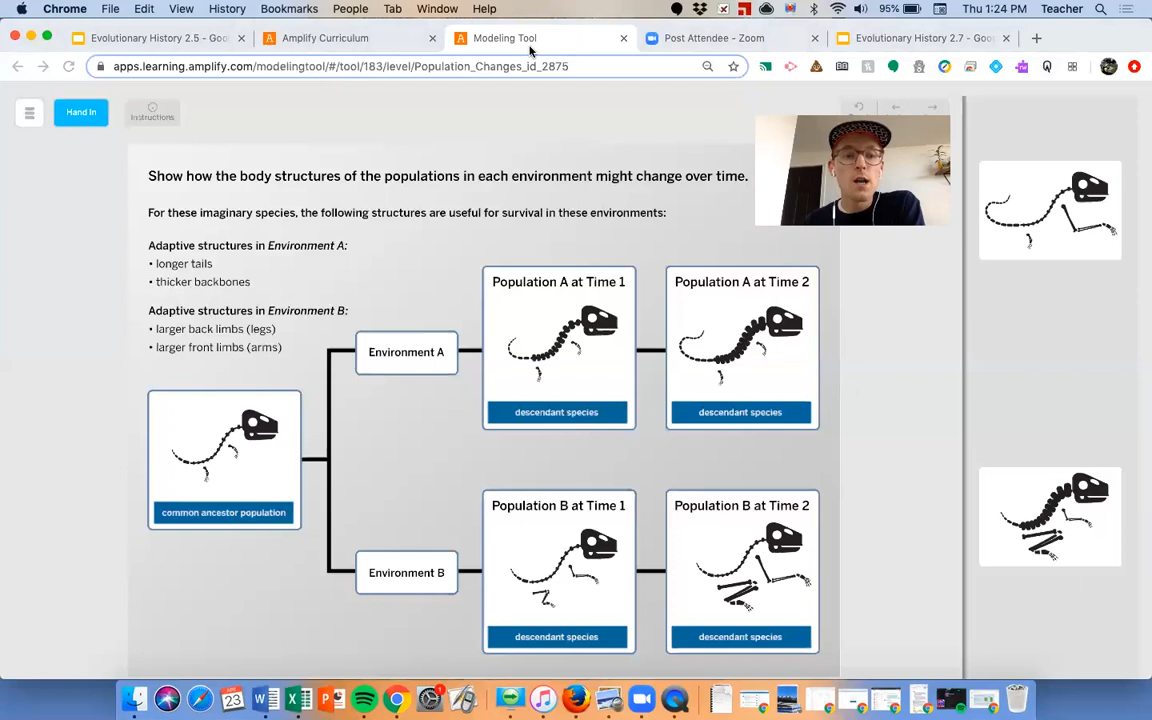 Chrome File Edit View History Bookmarks People Tab Window Help 95% Thu 1:24 PM Teacher
Evolutionary History 2.5 - Goo
Amplify Curriculum
Modeling Tool
Post Attendee - Zoom
Evolutionary History 2.7 - Goo
apps.learning.amplify.com/modelingtool/#/tool/183/level/Population_Changes_id_2875
Hand In
Instructions
Show how the body structures of the populations in each environment might change over time.
For these imaginary species, the following structures are useful for survival in these environments:
Adaptive structures in Environment A:
• longer tails
• thicker backbones
Adaptive structures in Environment B:
• larger back limbs (legs)
• larger front limbs (arms)
Environment A
Population A at Time 1
descendant species
Population A at Time 2
descendant species
common ancestor population
Environment B
Population B at Time 1
descendant species
Population B at Time 2
descendant species